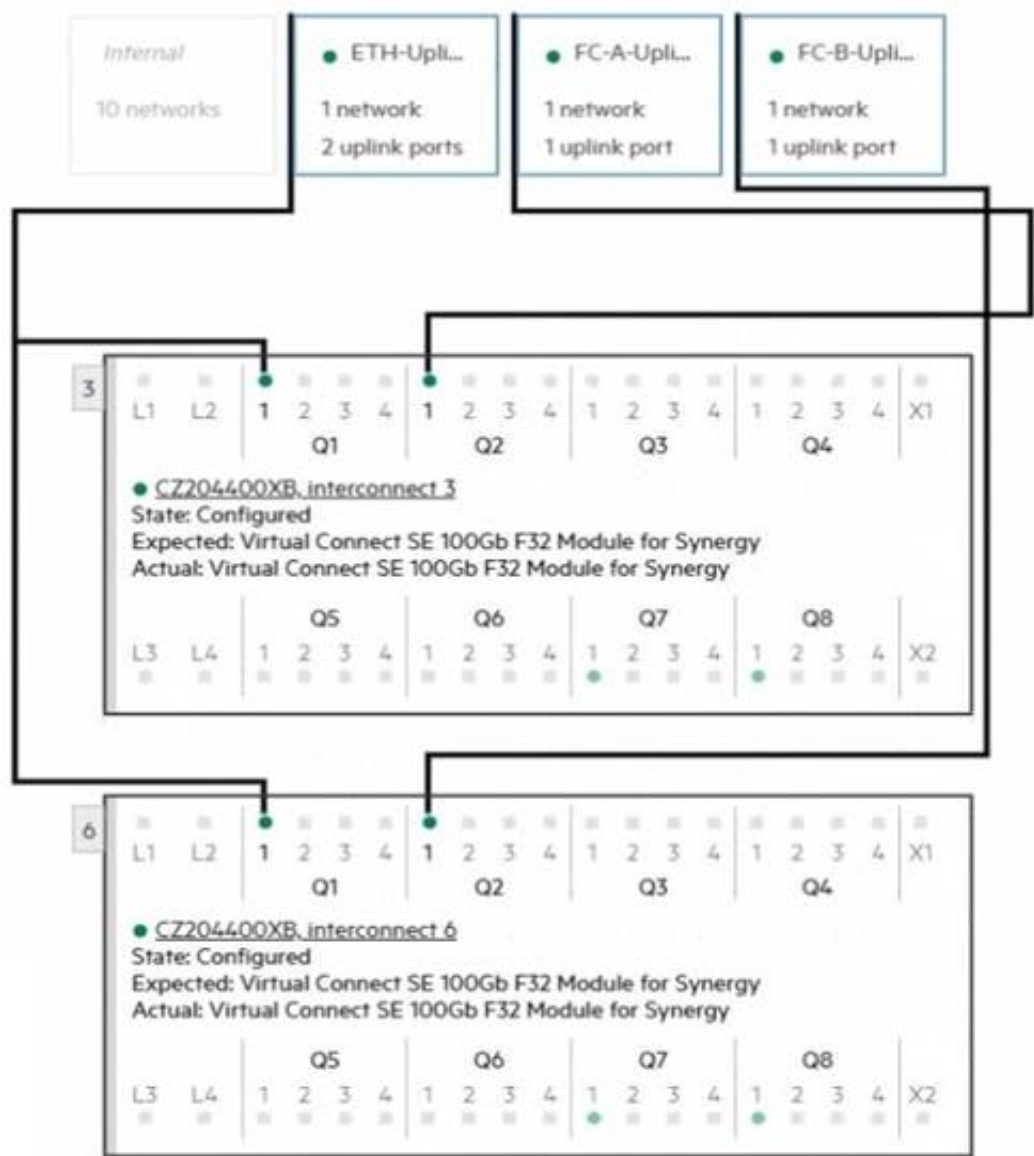 Internal
10 networks
ETH-Upli...
1 network
2 uplink ports
FC-A-Upli...
1 network
1 uplink port
FC-B-Upli...
1 network
1 uplink port
3
L1 L2 1 2 3 4 1 2 3 4 1 2 3 4 1 2 3 4 X1
Q1 Q2 Q3 Q4
CZ204400XB, interconnect 3
State: Configured
Expected: Virtual Connect SE 100Gb F32 Module for Synergy
Actual: Virtual Connect SE 100Gb F32 Module for Synergy
Q5 Q6 Q7 Q8
L3 L4 1 2 3 4 1 2 3 4 1 2 3 4 1 2 3 4 X2
6
L1 L2 1 2 3 4 1 2 3 4 1 2 3 4 1 2 3 4 X1
Q1 Q2 Q3 Q4
CZ204400XB, interconnect 6
State: Configured
Expected: Virtual Connect SE 100Gb F32 Module for Synergy
Actual: Virtual Connect SE 100Gb F32 Module for Synergy
Q5 Q6 Q7 Q8
L3 L4 1 2 3 4 1 2 3 4 1 2 3 4 1 2 3 4 X2